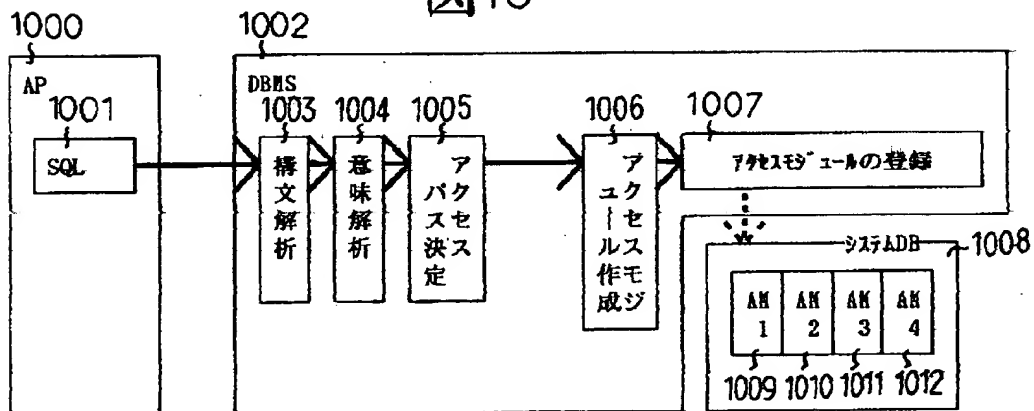 図10
1000
1002
AP
DBMS
1001
SQL
1003
1004
1005
1006
1007
構文解析
意味解析
アクセスパス決定
アクセスモジュール作成
アクセスモジュールの登録
システムDB
1008
AM 1
AM 2
AM 3
AM 4
1009
1010
1011
1012